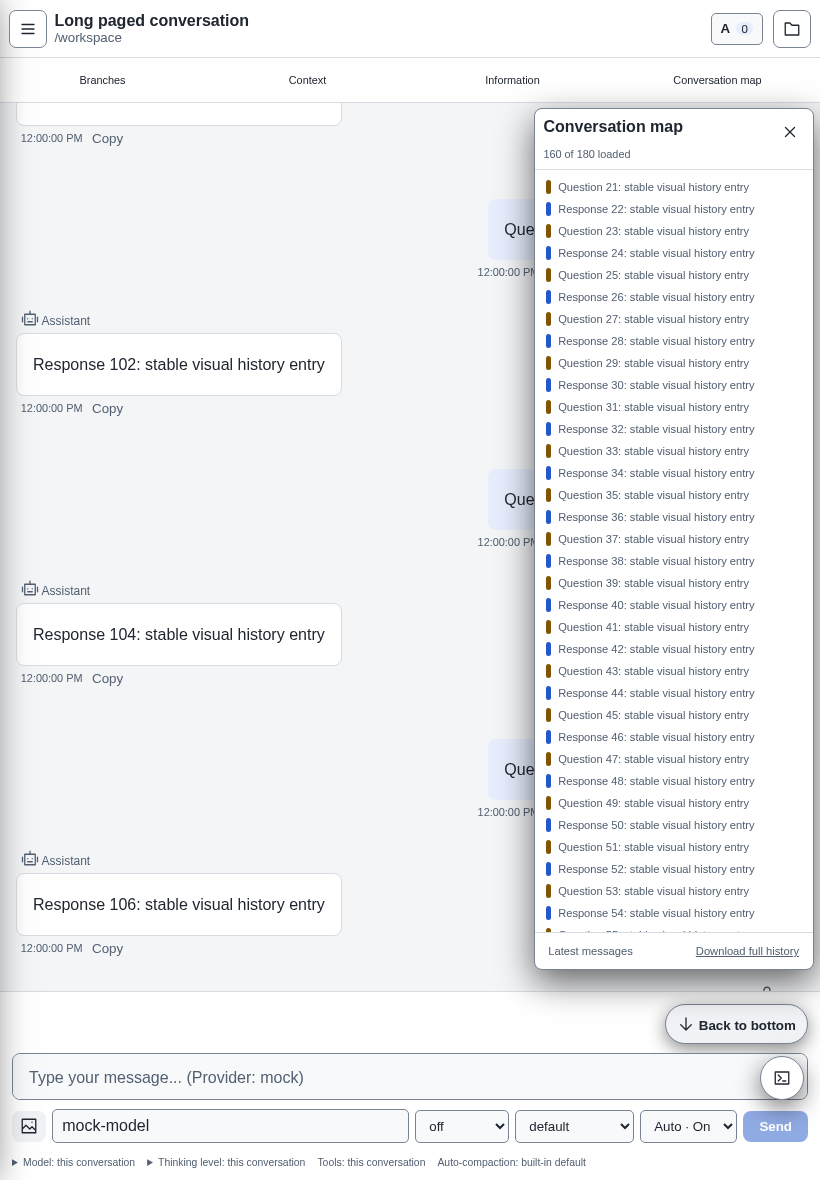 Long paged conversation
/workspace
A 0
Branches
Context
Information
Conversation map
12:00:00 PM Copy
Que
12:00:00 PM
Assistant
Response 102: stable visual history entry
12:00:00 PM Copy
Que
12:00:00 PM
Assistant
Response 104: stable visual history entry
12:00:00 PM Copy
Que
12:00:00 PM
Assistant
Response 106: stable visual history entry
12:00:00 PM Copy
Conversation map
160 of 180 loaded
Question 21: stable visual history entry
Response 22: stable visual history entry
Question 23: stable visual history entry
Response 24: stable visual history entry
Question 25: stable visual history entry
Response 26: stable visual history entry
Question 27: stable visual history entry
Response 28: stable visual history entry
Question 29: stable visual history entry
Response 30: stable visual history entry
Question 31: stable visual history entry
Response 32: stable visual history entry
Question 33: stable visual history entry
Response 34: stable visual history entry
Question 35: stable visual history entry
Response 36: stable visual history entry
Question 37: stable visual history entry
Response 38: stable visual history entry
Question 39: stable visual history entry
Response 40: stable visual history entry
Question 41: stable visual history entry
Response 42: stable visual history entry
Question 43: stable visual history entry
Response 44: stable visual history entry
Question 45: stable visual history entry
Response 46: stable visual history entry
Question 47: stable visual history entry
Response 48: stable visual history entry
Question 49: stable visual history entry
Response 50: stable visual history entry
Question 51: stable visual history entry
Response 52: stable visual history entry
Question 53: stable visual history entry
Response 54: stable visual history entry
Latest messages
Download full history
Back to bottom
Type your message... (Provider: mock)
mock-model
off
default
Auto · On
Send
Model: this conversation
Thinking level: this conversation
Tools: this conversation
Auto-compaction: built-in default